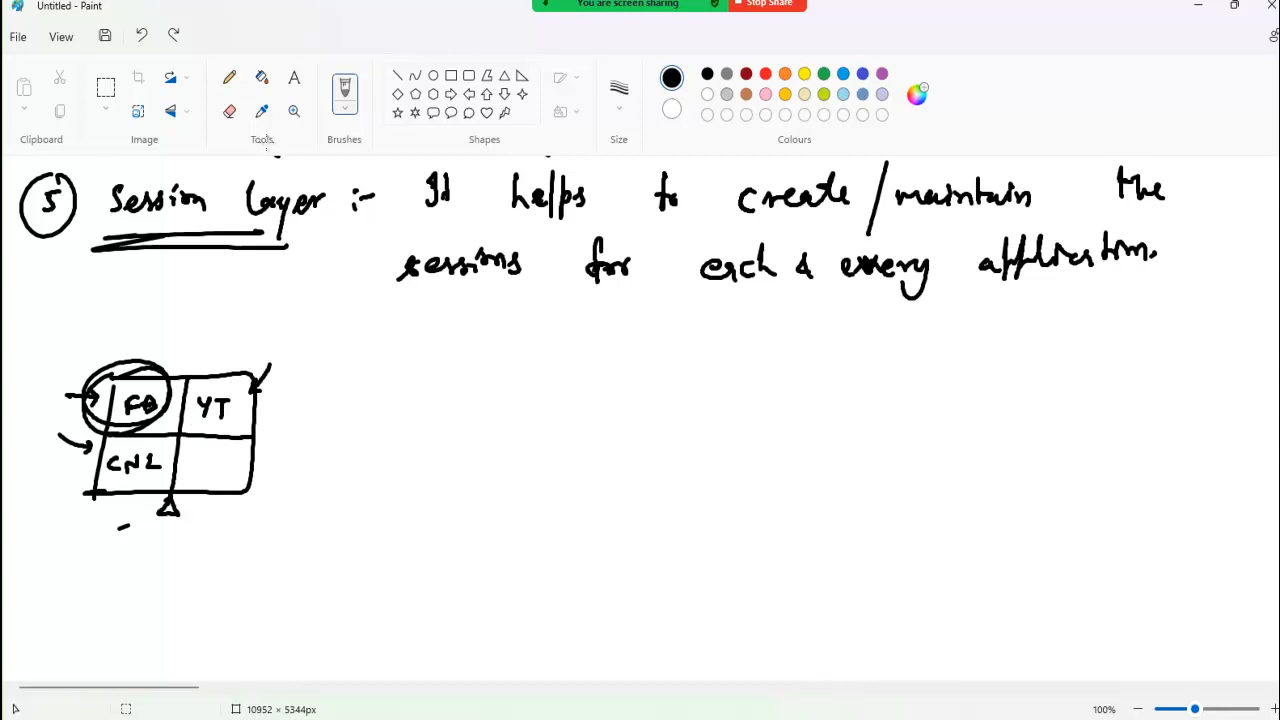 Untitled - Paint
You are screen sharing
Stop Share
File View
Clipboard Image Tools Brushes Shapes Size Colours
5 Session Layer :- It helps to create/maintain the
sessions for each & every application.
FB YT
CNL
10952 × 5344px 100%